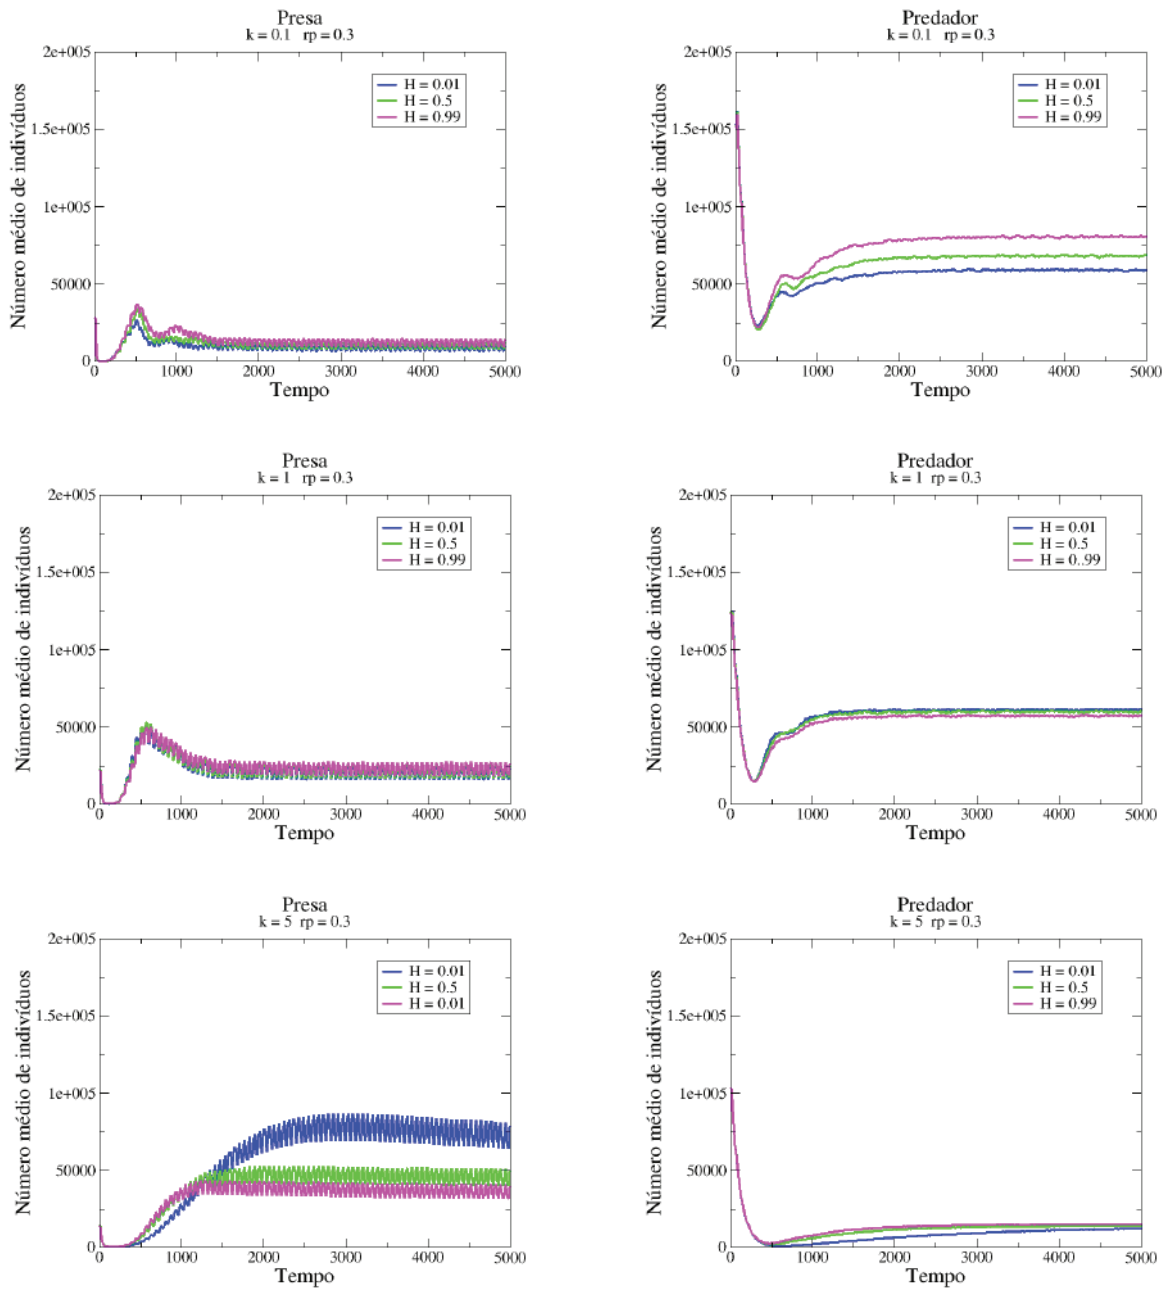 Presa
k = 0.1 rp = 0.3
Número médio de indivíduos
2e+005
1.5e+005
1e+005
50000
0
H = 0.01
H = 0.5
H = 0.99
0 1000 2000 3000 4000 5000
Tempo
Predador
k = 0.1 rp = 0.3
Número médio de indivíduos
2e+005
1.5e+005
1e+005
50000
0
H = 0.01
H = 0.5
H = 0.99
0 1000 2000 3000 4000 5000
Tempo
Presa
k = 1 rp = 0.3
Número médio de indivíduos
2e+005
1.5e+005
1e+005
50000
0
H = 0.01
H = 0.5
H = 0.99
0 1000 2000 3000 4000 5000
Tempo
Predador
k = 1 rp = 0.3
Número médio de indivíduos
2e+005
1.5e+005
1e+005
50000
0
H = 0.01
H = 0.5
H = 0..99
0 1000 2000 3000 4000 5000
Tempo
Presa
k = 5 rp = 0.3
Número médio de indivíduos
2e+005
1.5e+005
1e+005
50000
0
H = 0.01
H = 0.5
H = 0.01
0 1000 2000 3000 4000 5000
Tempo
Predador
k = 5 rp = 0.3
Número médio de indivíduos
2e+005
1.5e+005
1e+005
50000
0
H = 0.01
H = 0.5
H = 0.99
0 1000 2000 3000 4000 5000
Tempo